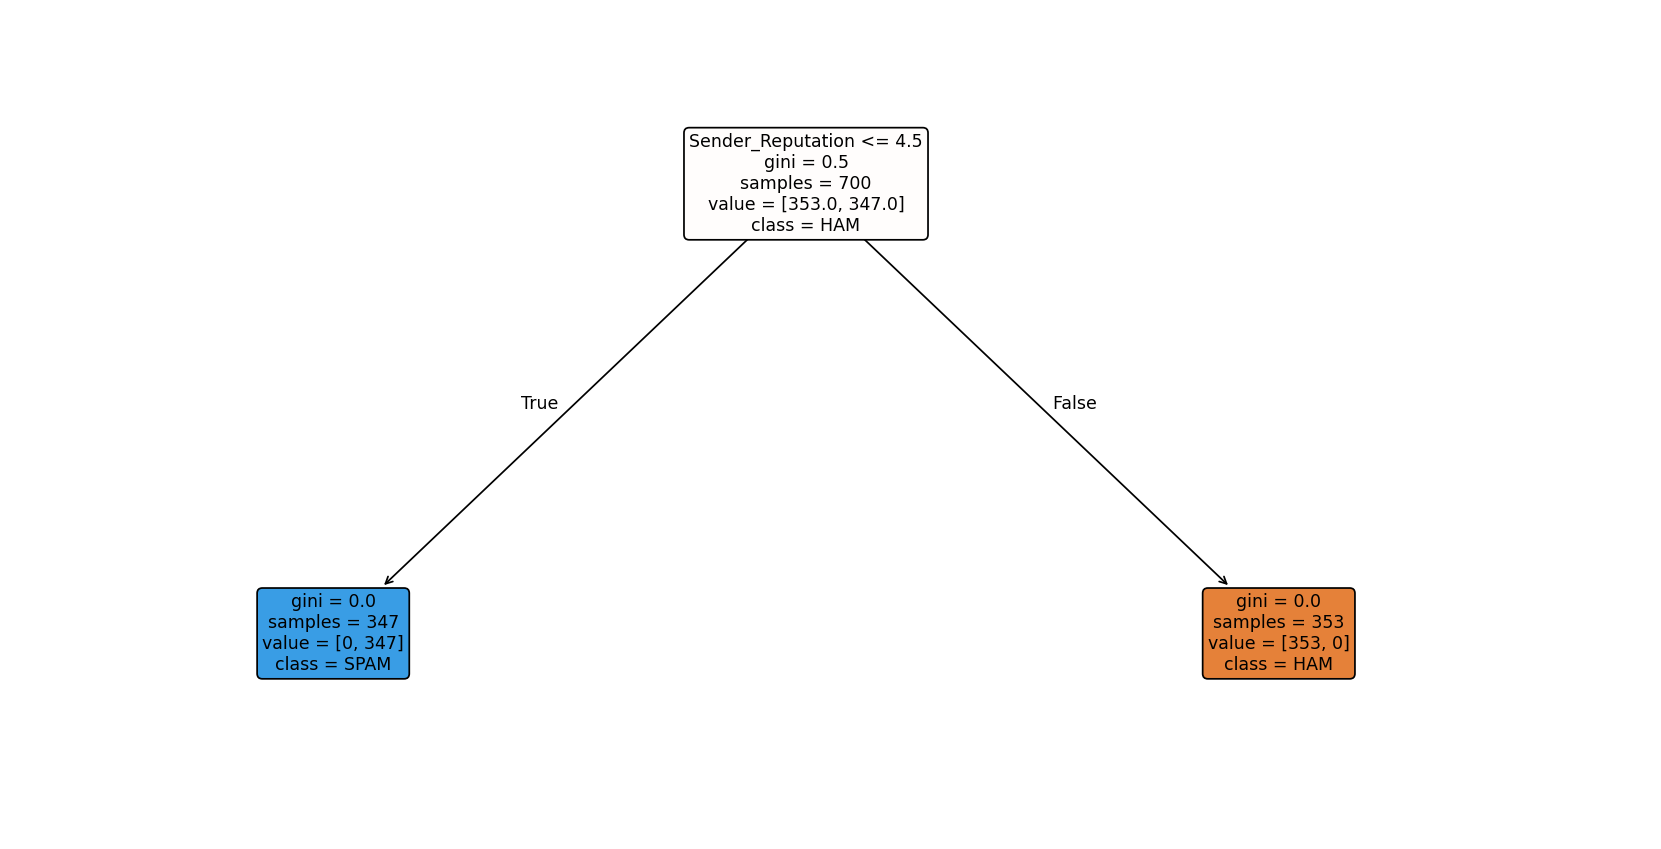 Sender_Reputation <= 4.5
gini = 0.5
samples = 700
value = [353.0, 347.0]
class = HAM
True
False
gini = 0.0
samples = 347
value = [0, 347]
class = SPAM
gini = 0.0
samples = 353
value = [353, 0]
class = HAM